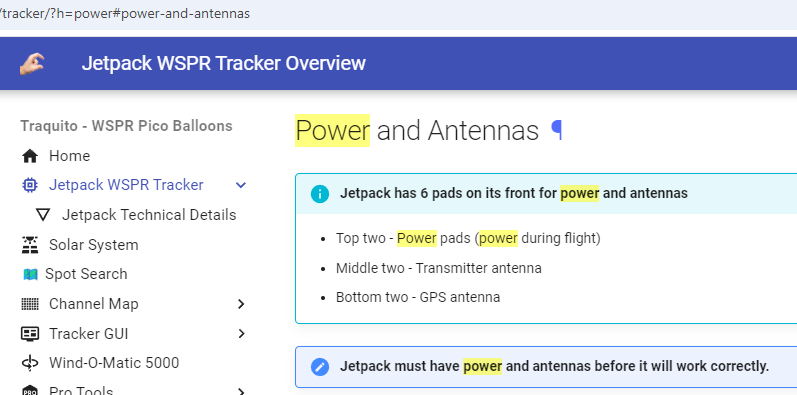 /tracker/?h=power#power-and-antennas
Jetpack WSPR Tracker Overview
Traquito - WSPR Pico Balloons
Home
Jetpack WSPR Tracker
Jetpack Technical Details
Solar System
Spot Search
Channel Map
Tracker GUI
Wind-O-Matic 5000
PRO Pro Tools
Power and Antennas ¶
Jetpack has 6 pads on its front for power and antennas
• Top two - Power pads (power during flight)
• Middle two - Transmitter antenna
• Bottom two - GPS antenna
Jetpack must have power and antennas before it will work correctly.